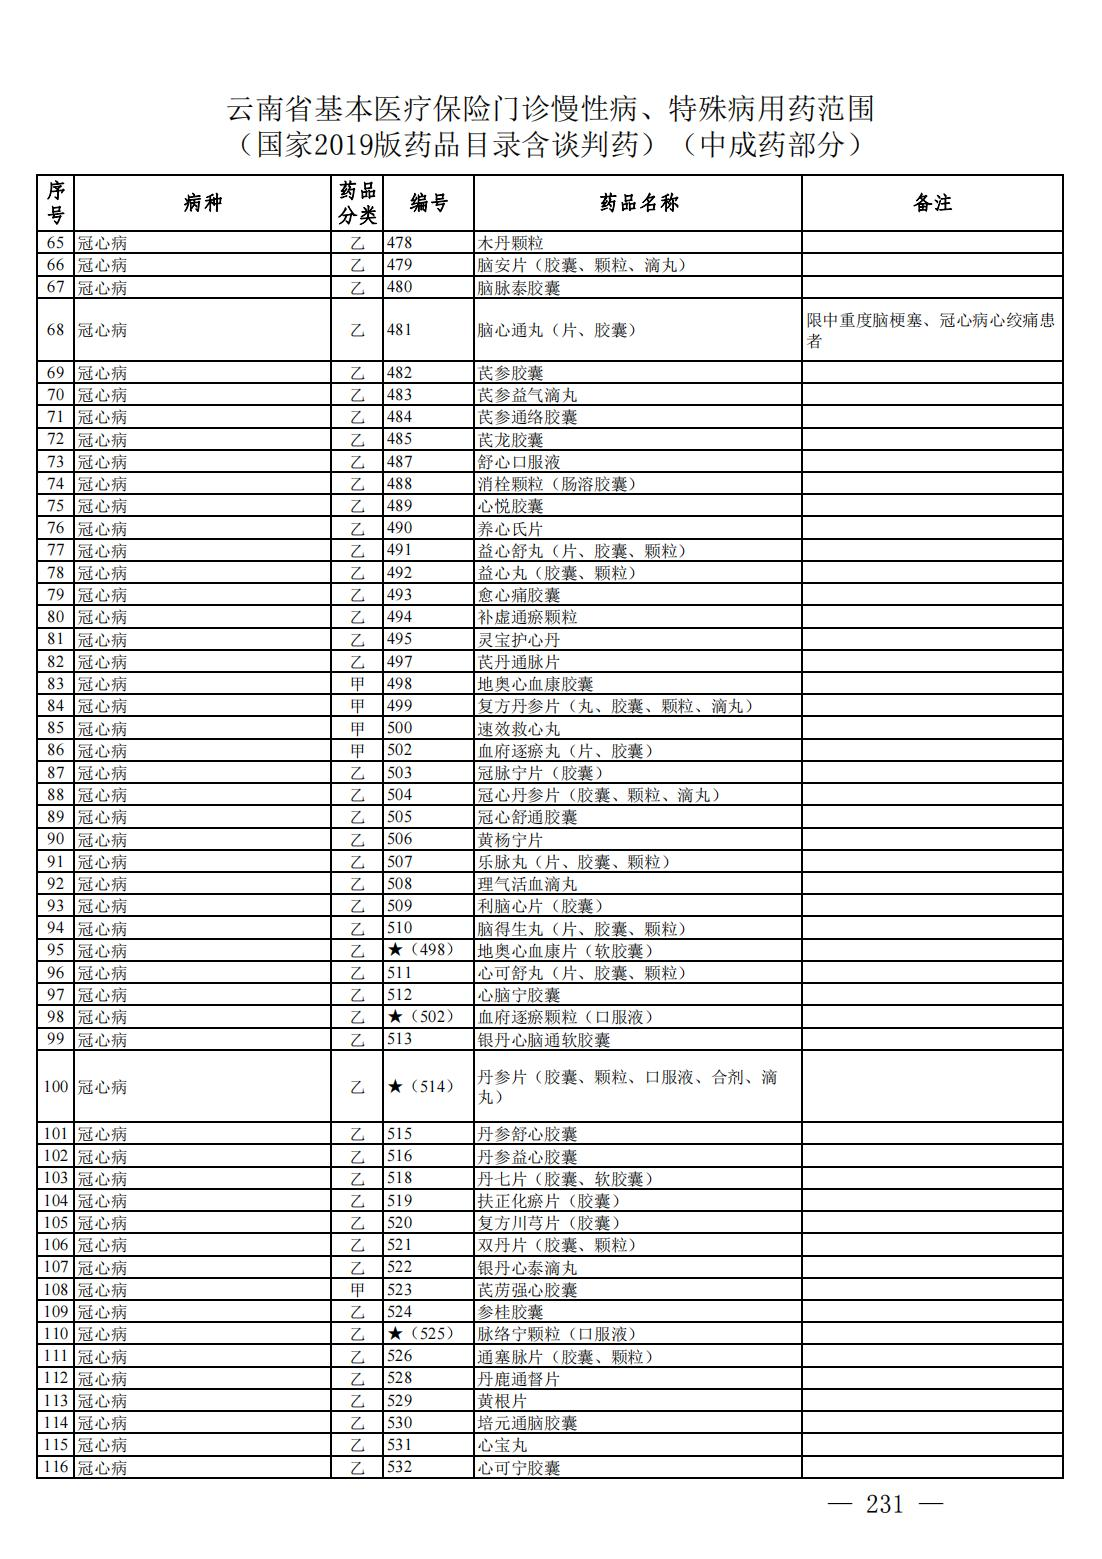 云南省基本医疗保险门诊慢性病、特殊病用药范围
（国家2019版药品目录含谈判药）（中成药部分）
序号 病种 药品分类 编号 药品名称 备注
65 冠心病 乙 478 木丹颗粒
66 冠心病 乙 479 脑安片（胶囊、颗粒、滴丸）
67 冠心病 乙 480 脑脉泰胶囊
68 冠心病 乙 481 脑心通丸（片、胶囊） 限中重度脑梗塞、冠心病心绞痛患
者
69 冠心病 乙 482 芪参胶囊
70 冠心病 乙 483 芪参益气滴丸
71 冠心病 乙 484 芪参通络胶囊
72 冠心病 乙 485 芪龙胶囊
73 冠心病 乙 487 舒心口服液
74 冠心病 乙 488 消栓颗粒（肠溶胶囊）
75 冠心病 乙 489 心悦胶囊
76 冠心病 乙 490 养心氏片
77 冠心病 乙 491 益心舒丸（片、胶囊、颗粒）
78 冠心病 乙 492 益心丸（胶囊、颗粒）
79 冠心病 乙 493 愈心痛胶囊
80 冠心病 乙 494 补虚通瘀颗粒
81 冠心病 乙 495 灵宝护心丹
82 冠心病 乙 497 芪丹通脉片
83 冠心病 甲 498 地奥心血康胶囊
84 冠心病 甲 499 复方丹参片（丸、胶囊、颗粒、滴丸）
85 冠心病 甲 500 速效救心丸
86 冠心病 甲 502 血府逐瘀丸（片、胶囊）
87 冠心病 乙 503 冠脉宁片（胶囊）
88 冠心病 乙 504 冠心丹参片（胶囊、颗粒、滴丸）
89 冠心病 乙 505 冠心舒通胶囊
90 冠心病 乙 506 黄杨宁片
91 冠心病 乙 507 乐脉丸（片、胶囊、颗粒）
92 冠心病 乙 508 理气活血滴丸
93 冠心病 乙 509 利脑心片（胶囊）
94 冠心病 乙 510 脑得生丸（片、胶囊、颗粒）
95 冠心病 乙 ★（498） 地奥心血康片（软胶囊）
96 冠心病 乙 511 心可舒丸（片、胶囊、颗粒）
97 冠心病 乙 512 心脑宁胶囊
98 冠心病 乙 ★（502） 血府逐瘀颗粒（口服液）
99 冠心病 乙 513 银丹心脑通软胶囊
100 冠心病 乙 ★（514） 丹参片（胶囊、颗粒、口服液、合剂、滴
丸）
101 冠心病 乙 515 丹参舒心胶囊
102 冠心病 乙 516 丹参益心胶囊
103 冠心病 乙 518 丹七片（胶囊、软胶囊）
104 冠心病 乙 519 扶正化瘀片（胶囊）
105 冠心病 乙 520 复方川芎片（胶囊）
106 冠心病 乙 521 双丹片（胶囊、颗粒）
107 冠心病 乙 522 银丹心泰滴丸
108 冠心病 甲 523 芪苈强心胶囊
109 冠心病 乙 524 参桂胶囊
110 冠心病 乙 ★（525） 脉络宁颗粒（口服液）
111 冠心病 乙 526 通塞脉片（胶囊、颗粒）
112 冠心病 乙 528 丹鹿通督片
113 冠心病 乙 529 黄根片
114 冠心病 乙 530 培元通脑胶囊
115 冠心病 乙 531 心宝丸
116 冠心病 乙 532 心可宁胶囊
— 231 —